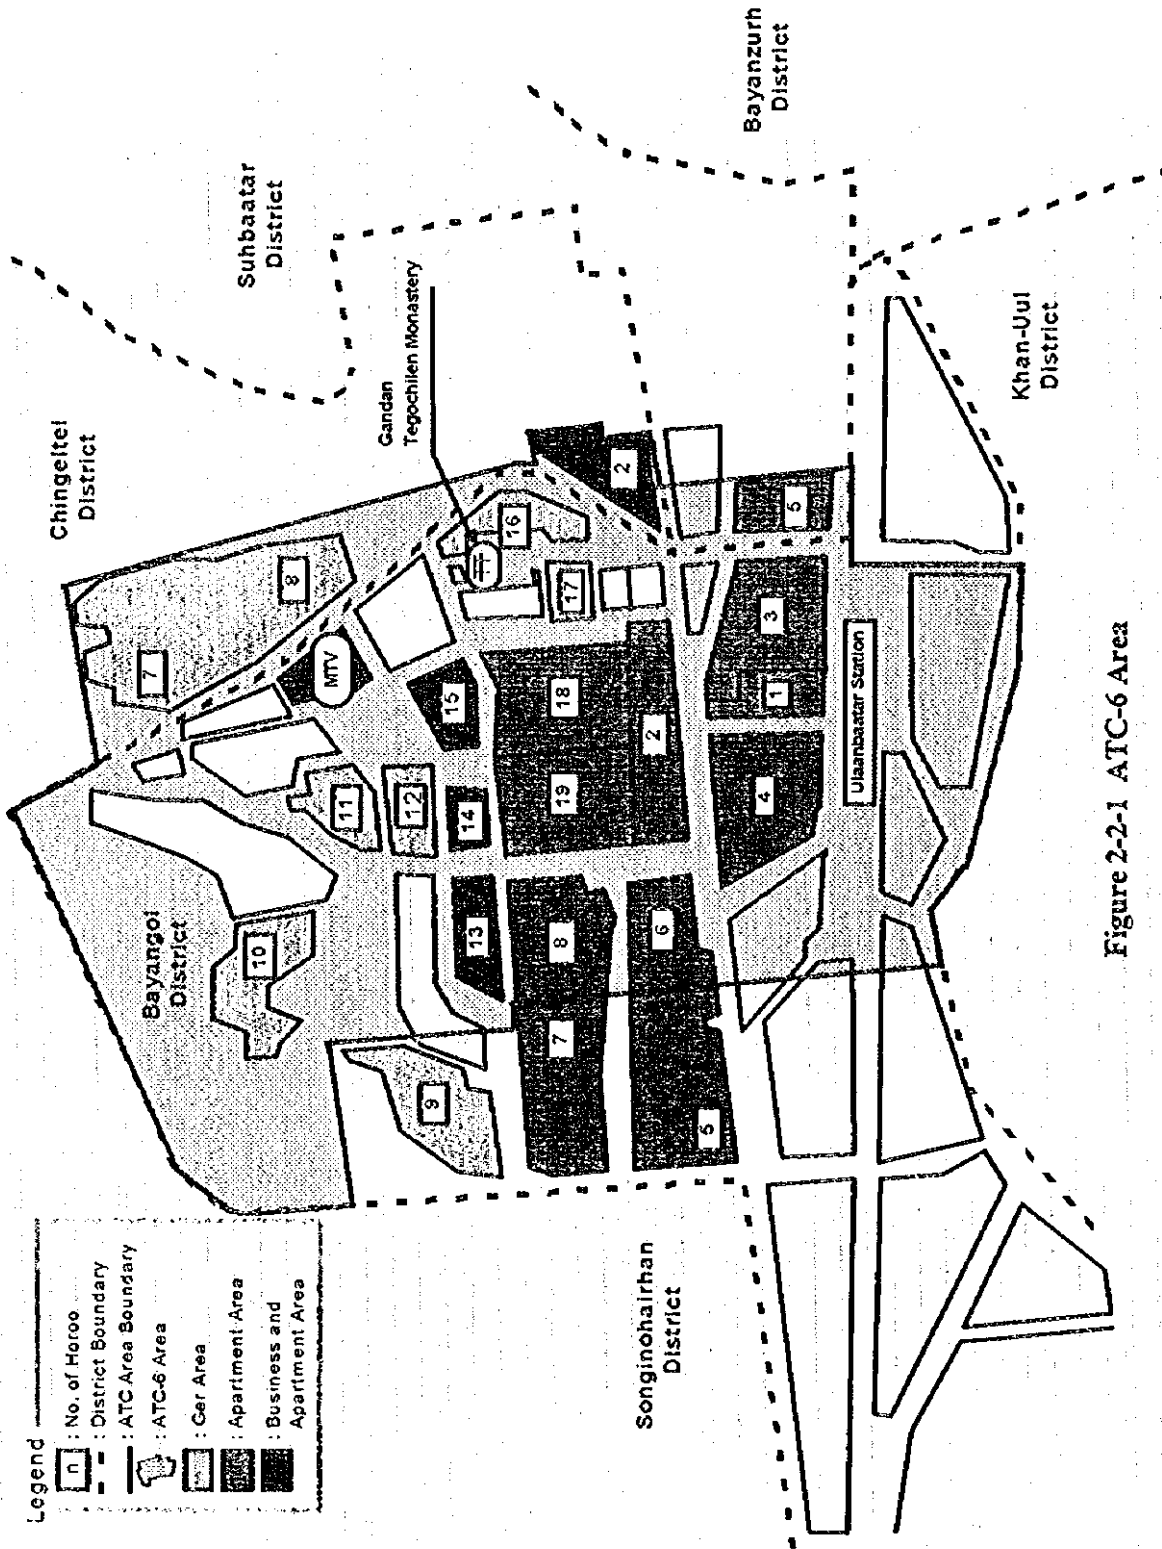 Legend
n : No. of Horoo
: District Boundary
: ATC Area Boundary
: ATC-6 Area
: Ger Area
: Apartment Area
: Business and
Apartment Area
Chingeltel
District
Suhbaatar
District
Bayanzurh
District
Gandan
Tegochilen Monastery
Bayangol
District
Songinohairhan
District
Khan-Uul
District
MTV
Ulaanbaatar Station
7
8
10
11
12
9
13
14
15
16
17
2
7
8
19
18
2
5
6
4
1
3
5
Figure 2-2-1 ATC-6 Area